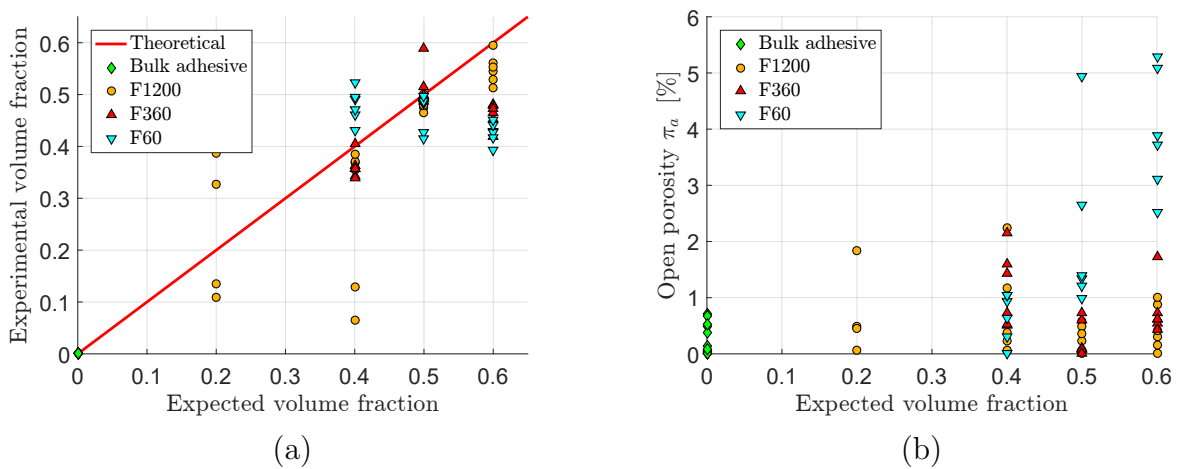 Experimental volume fraction
0.6
0.5
0.4
0.3
0.2
0.1
0
Theoretical
Bulk adhesive
F1200
F360
F60
0 0.1 0.2 0.3 0.4 0.5 0.6
Expected volume fraction
(a)
Open porosity πₐ [%]
6
5
4
3
2
1
0
Bulk adhesive
F1200
F360
F60
0 0.1 0.2 0.3 0.4 0.5 0.6
Expected volume fraction
(b)